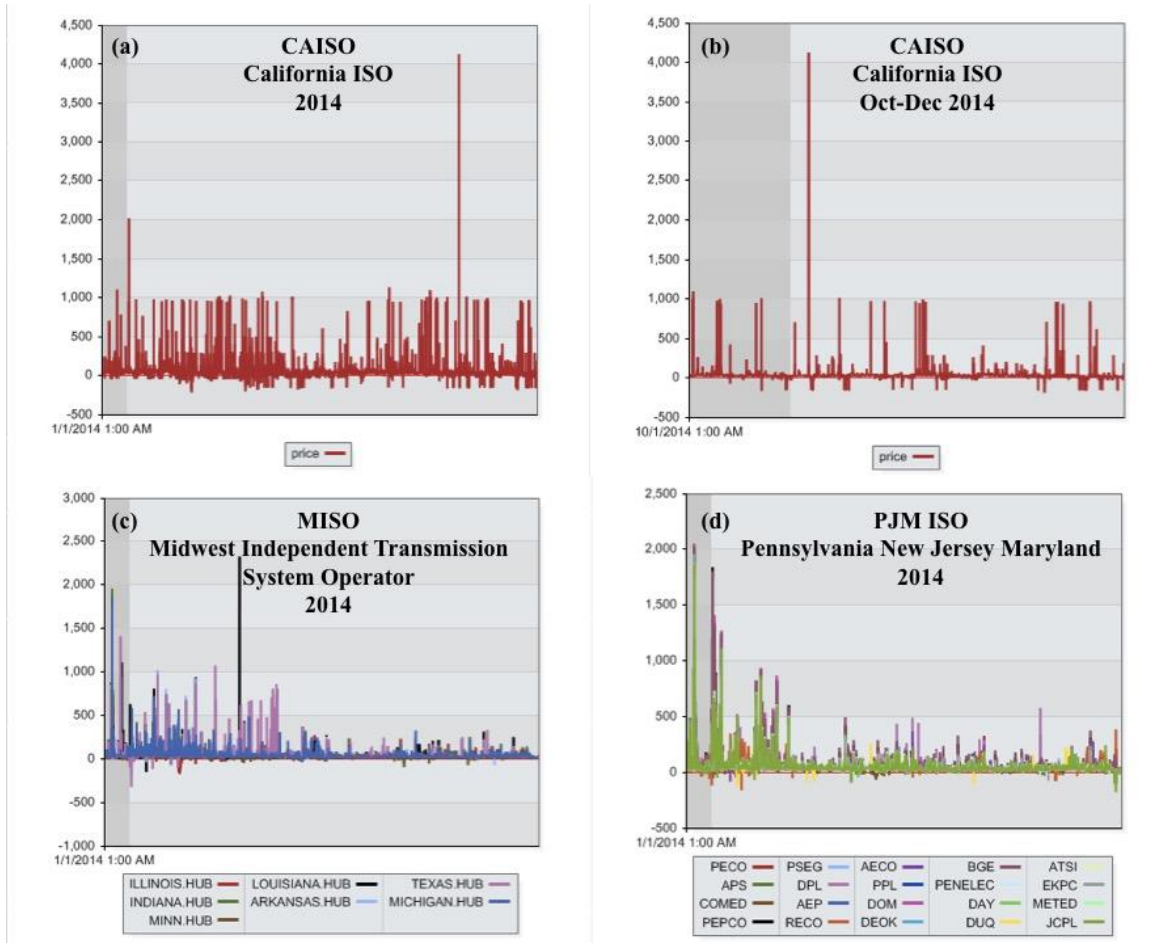 (a)
CAISO
California ISO
2014
4,500
4,000
3,500
3,000
2,500
2,000
1,500
1,000
500
0
-500
1/1/2014 1:00 AM
price
(b)
CAISO
California ISO
Oct-Dec 2014
4,500
4,000
3,500
3,000
2,500
2,000
1,500
1,000
500
0
-500
10/1/2014 1:00 AM
price
(c)
MISO
Midwest Independent Transmission
System Operator
2014
3,000
2,500
2,000
1,500
1,000
500
0
-500
-1,000
1/1/2014 1:00 AM
ILLINOIS.HUB LOUISIANA.HUB TEXAS.HUB
INDIANA.HUB ARKANSAS.HUB MICHIGAN.HUB
MINN.HUB
(d)
PJM ISO
Pennsylvania New Jersey Maryland
2014
2,500
2,000
1,500
1,000
500
0
-500
1/1/2014 1:00 AM
PECO PSEG AECO BGE ATSI
APS DPL PPL PENELEC EKPC
COMED AEP DOM DAY METED
PEPCO RECO DEOK DUQ JCPL